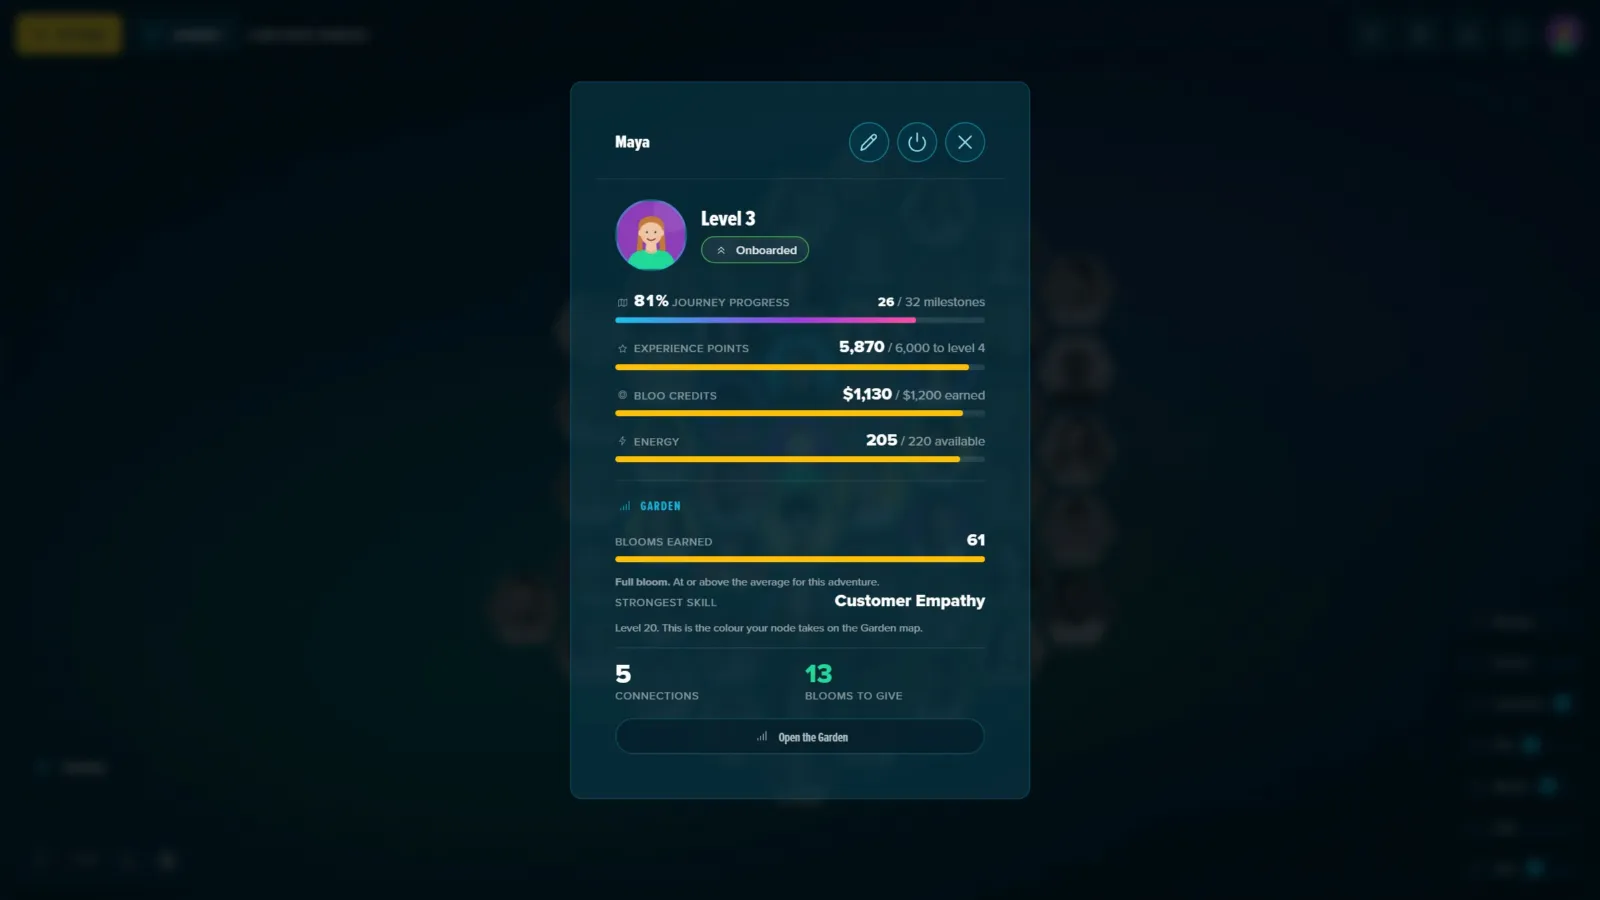 Maya
Level 3
Onboarded
81% JOURNEY PROGRESS 26 / 32 milestones
EXPERIENCE POINTS 5,870 / 6,000 to level 4
BLOO CREDITS $1,130 / $1,200 earned
ENERGY 205 / 220 available
GARDEN
BLOOMS EARNED 61
Full bloom. At or above the average for this adventure.
STRONGEST SKILL Customer Empathy
Level 20. This is the colour your node takes on the Garden map.
5 13
CONNECTIONS BLOOMS TO GIVE
Open the Garden